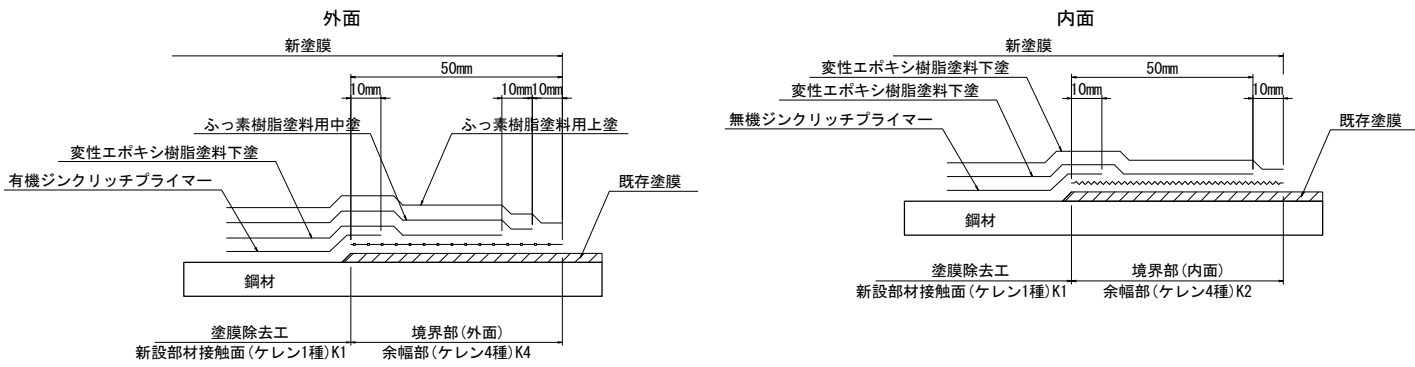 外面
新塗膜
50mm
10mm
10mm
10mm
ふっ素樹脂塗料用中塗
ふっ素樹脂塗料用上塗
変性エポキシ樹脂塗料下塗
有機ジンクリッチプライマー
既存塗膜
鋼材
塗膜除去工
境界部(外面)
新設部材接触面(ケレン1種)K1
余幅部(ケレン4種)K4
内面
新塗膜
変性エポキシ樹脂塗料下塗
50mm
変性エポキシ樹脂塗料下塗
10mm
10mm
無機ジンクリッチプライマー
既存塗膜
鋼材
塗膜除去工
境界部(内面)
新設部材接触面(ケレン1種)K1
余幅部(ケレン4種)K2